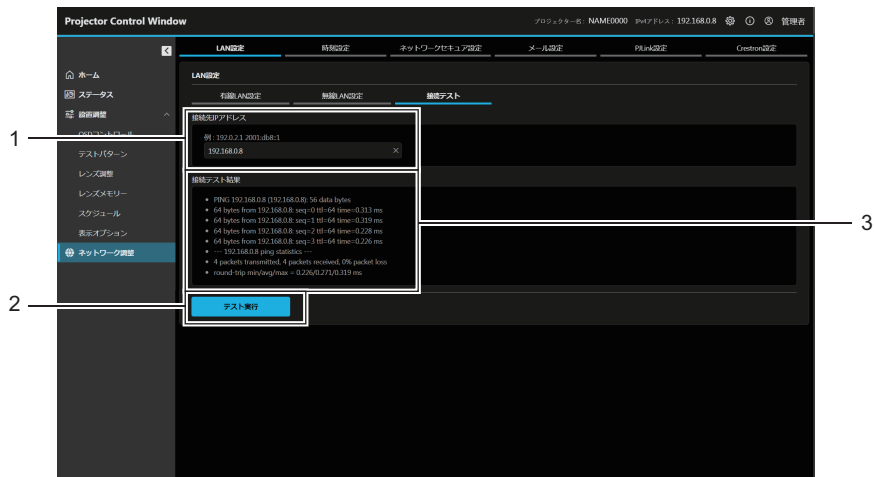 Projector Control Window プロジェクター名: NAME0000 IPv4アドレス: 192.168.0.8 管理者
LAN設定 時刻設定 ネットワークセキュア設定 メール設定 PJLink設定 Crestron設定
ホーム
ステータス
設置調整
OSDコントロール
テストパターン
レンズ調整
レンズメモリー
スケジュール
表示オプション
ネットワーク調整
LAN設定
有線LAN設定 無線LAN設定 接続テスト
1
接続先IPアドレス
例 : 192.0.2.1 2001:db8::1
192.168.0.8
接続テスト結果
PING 192.168.0.8 (192.168.0.8): 56 data bytes
64 bytes from 192.168.0.8: seq=0 ttl=64 time=0.313 ms
64 bytes from 192.168.0.8: seq=1 ttl=64 time=0.319 ms
64 bytes from 192.168.0.8: seq=2 ttl=64 time=0.228 ms
64 bytes from 192.168.0.8: seq=3 ttl=64 time=0.226 ms
--- 192.168.0.8 ping statistics ---
4 packets transmitted, 4 packets received, 0% packet loss
round-trip min/avg/max = 0.226/0.271/0.319 ms
3
2
テスト実行